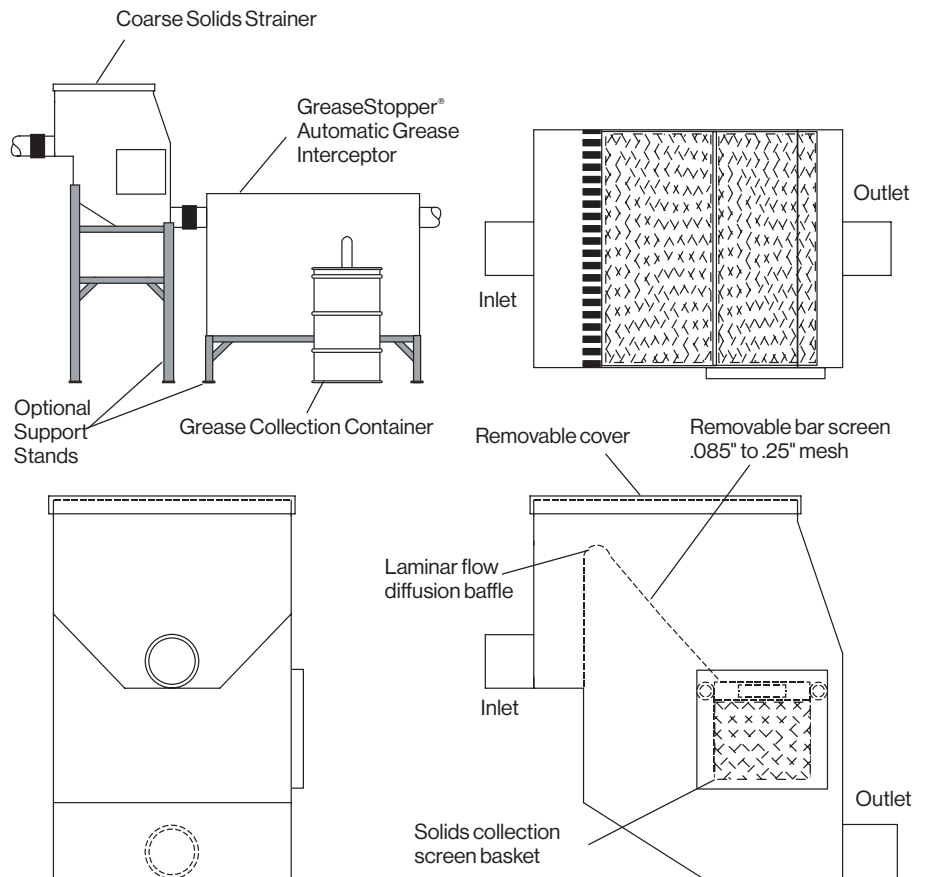 Coarse Solids Strainer
GreaseStopper®
Automatic Grease
Interceptor
Outlet
Inlet
Optional
Support
Stands
Grease Collection Container
Removable cover
Removable bar screen
.085" to .25" mesh
Laminar flow
diffusion baffle
Inlet
Outlet
Solids collection
screen basket